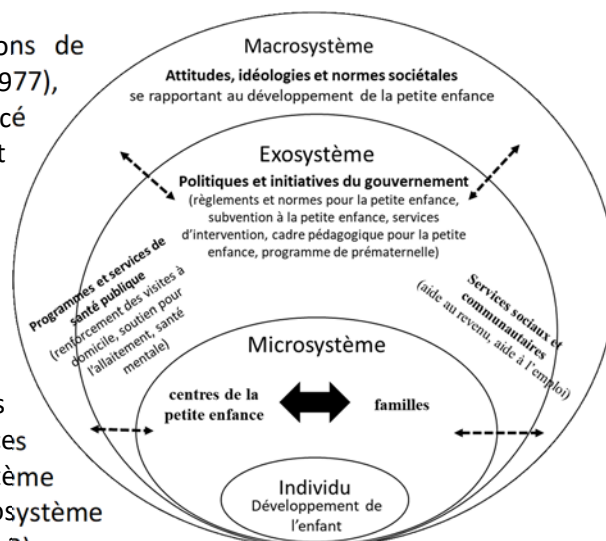 ons de
1977),
cé
t
s
ces
ème
osystème
Macrosystème
Attitudes, idéologies et normes sociétales
se rapportant au développement de la petite enfance
Exosystème
Politiques et initiatives du gouvernement
(règlements et normes pour la petite enfance,
subvention à la petite enfance, services
d'intervention, cadre pédagogique pour la petite
enfance, programme de prématernelle)
Programmes et services de
santé publique
(renforcement des visites à
domicile, soutien pour
l'allaitement, santé
mentale)
Services sociaux et
communautaires
(aide au revenu, aide à l'emploi)
Microsystème
centres de la
petite enfance
familles
Individu
Développement de
l'enfant